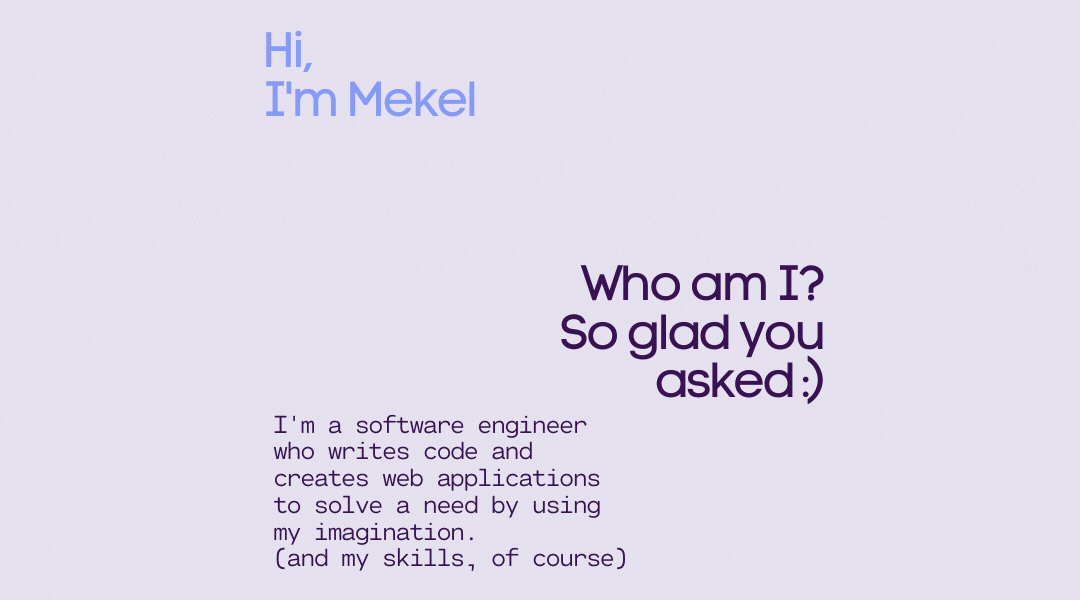 Hi,
I'm Mekel
Who am I?
So glad you
asked :)
I'm a software engineer
who writes code and
creates web applications
to solve a need by using
my imagination.
(and my skills, of course)